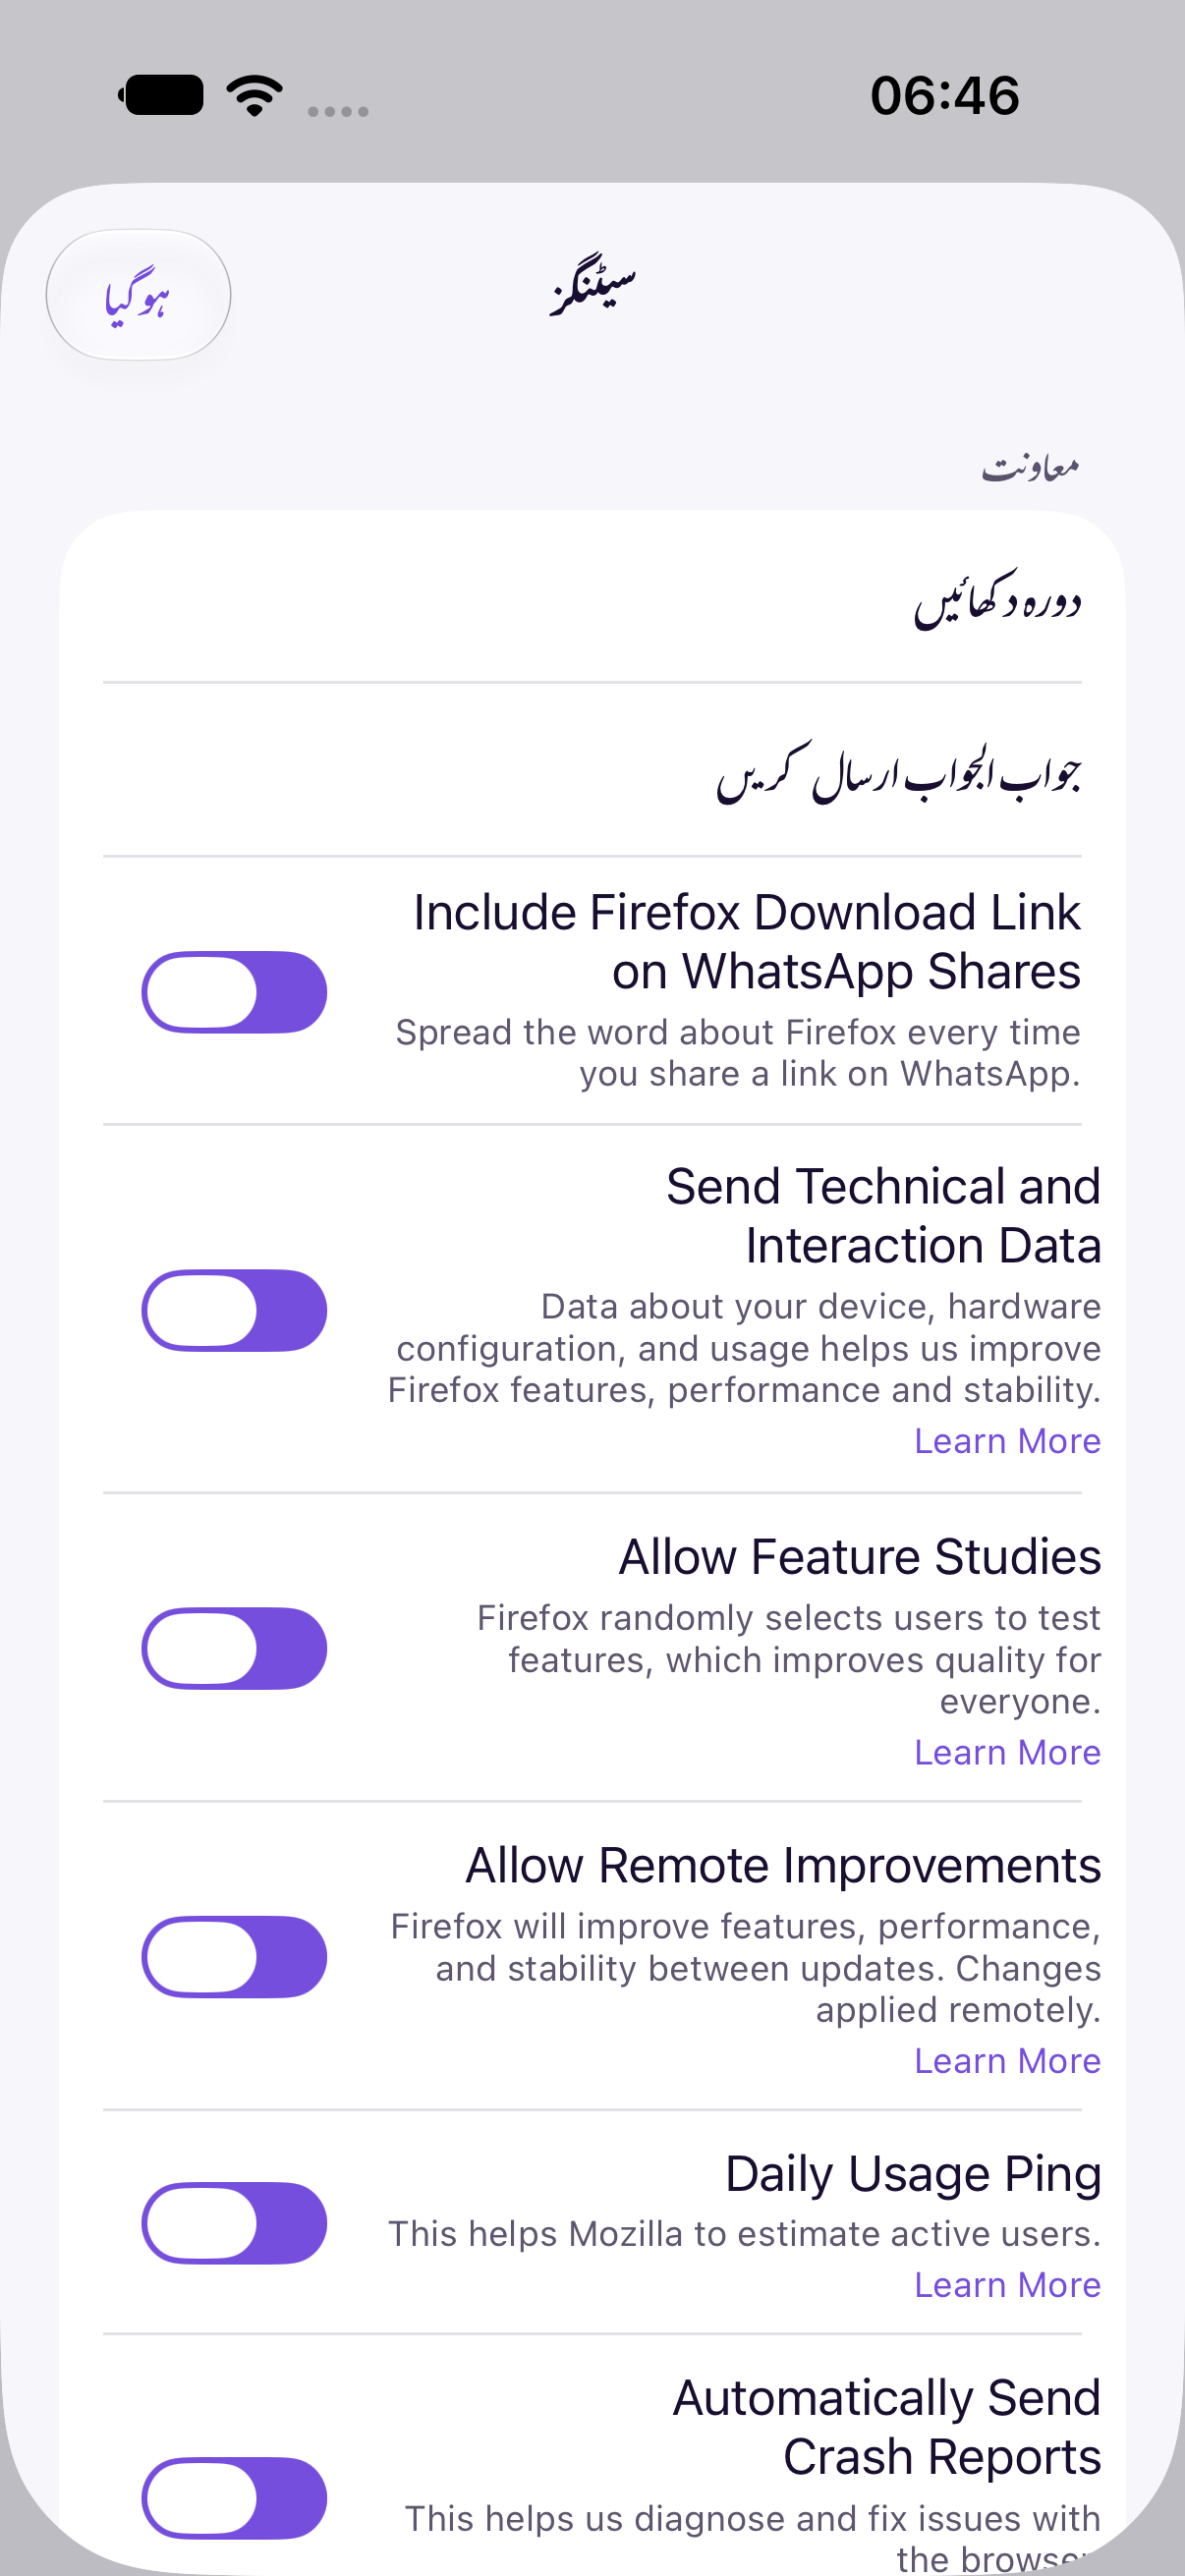 06:46
سیٹنگز
ہو گیا
معاونت
دورہ دکھائیں
جواب الجواب ارسال کریں
Include Firefox Download Link
on WhatsApp Shares
Spread the word about Firefox every time
you share a link on WhatsApp.
Send Technical and
Interaction Data
Data about your device, hardware
configuration, and usage helps us improve
Firefox features, performance and stability.
Learn More
Allow Feature Studies
Firefox randomly selects users to test
features, which improves quality for
everyone.
Learn More
Allow Remote Improvements
Firefox will improve features, performance,
and stability between updates. Changes
applied remotely.
Learn More
Daily Usage Ping
This helps Mozilla to estimate active users.
Learn More
Automatically Send
Crash Reports
This helps us diagnose and fix issues with
the browser